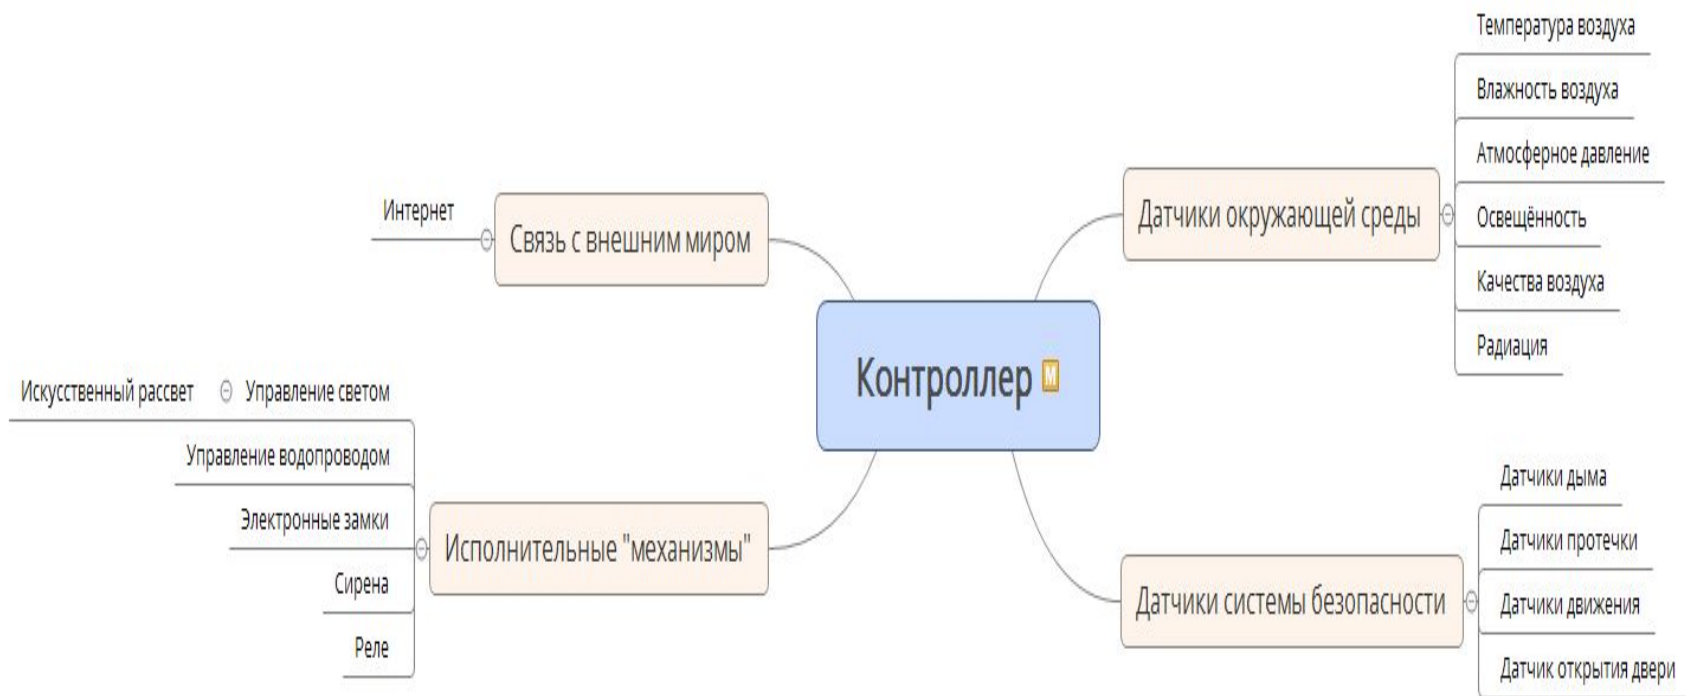 Температура воздуха
Влажность воздуха
Атмосферное давление
Датчики окружающей среды
Освещённость
Качества воздуха
Радиация
Интернет
Связь с внешним миром
Контроллер M
Искусственный рассвет Управление светом
Управление водопроводом
Электронные замки
Исполнительные "механизмы"
Сирена
Реле
Датчики дыма
Датчики протечки
Датчики системы безопасности
Датчики движения
Датчик открытия двери